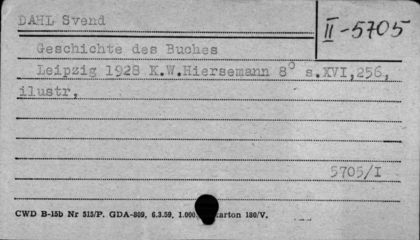 DAHL Svend
II-5705
Geschichte des Buches
Leipzig 1928 K.W.Hiersemann 8° s.XVI,256,
ilustr,
5705/I
CWD B-15b Nr 515/P. GDA-809, 6.3.50, 1.000, karton 180/V.